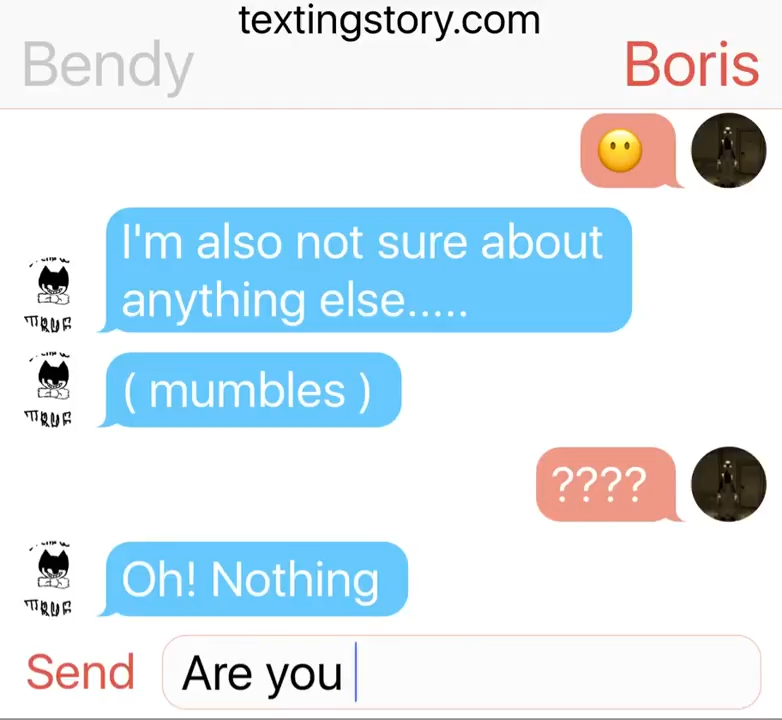 textingstory.com
Bendy
Boris
I'm also not sure about
anything else.....
( mumbles )
????
Oh! Nothing
Send
Are you